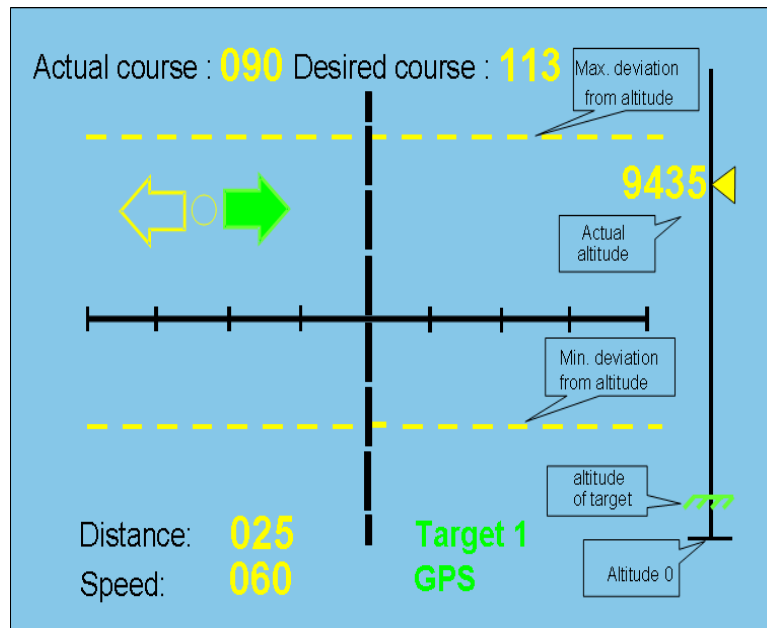 Actual course : 090 Desired course : 113
Max. deviation
from altitude
9435
Actual
altitude
Min. deviation
from altitude
altitude
of target
Distance: 025
Target 1
Speed: 060
GPS
Altitude 0